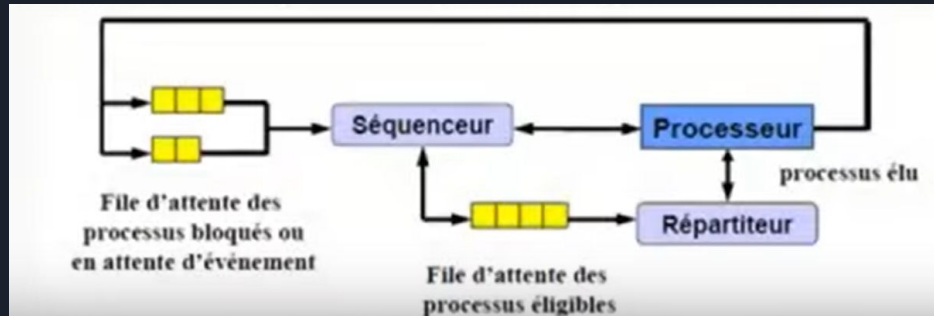 Séquenceur
Processeur
processus élu
File d'attente des
processus bloqués ou
en attente d'événement
Répartiteur
File d'attente des
processus éligibles